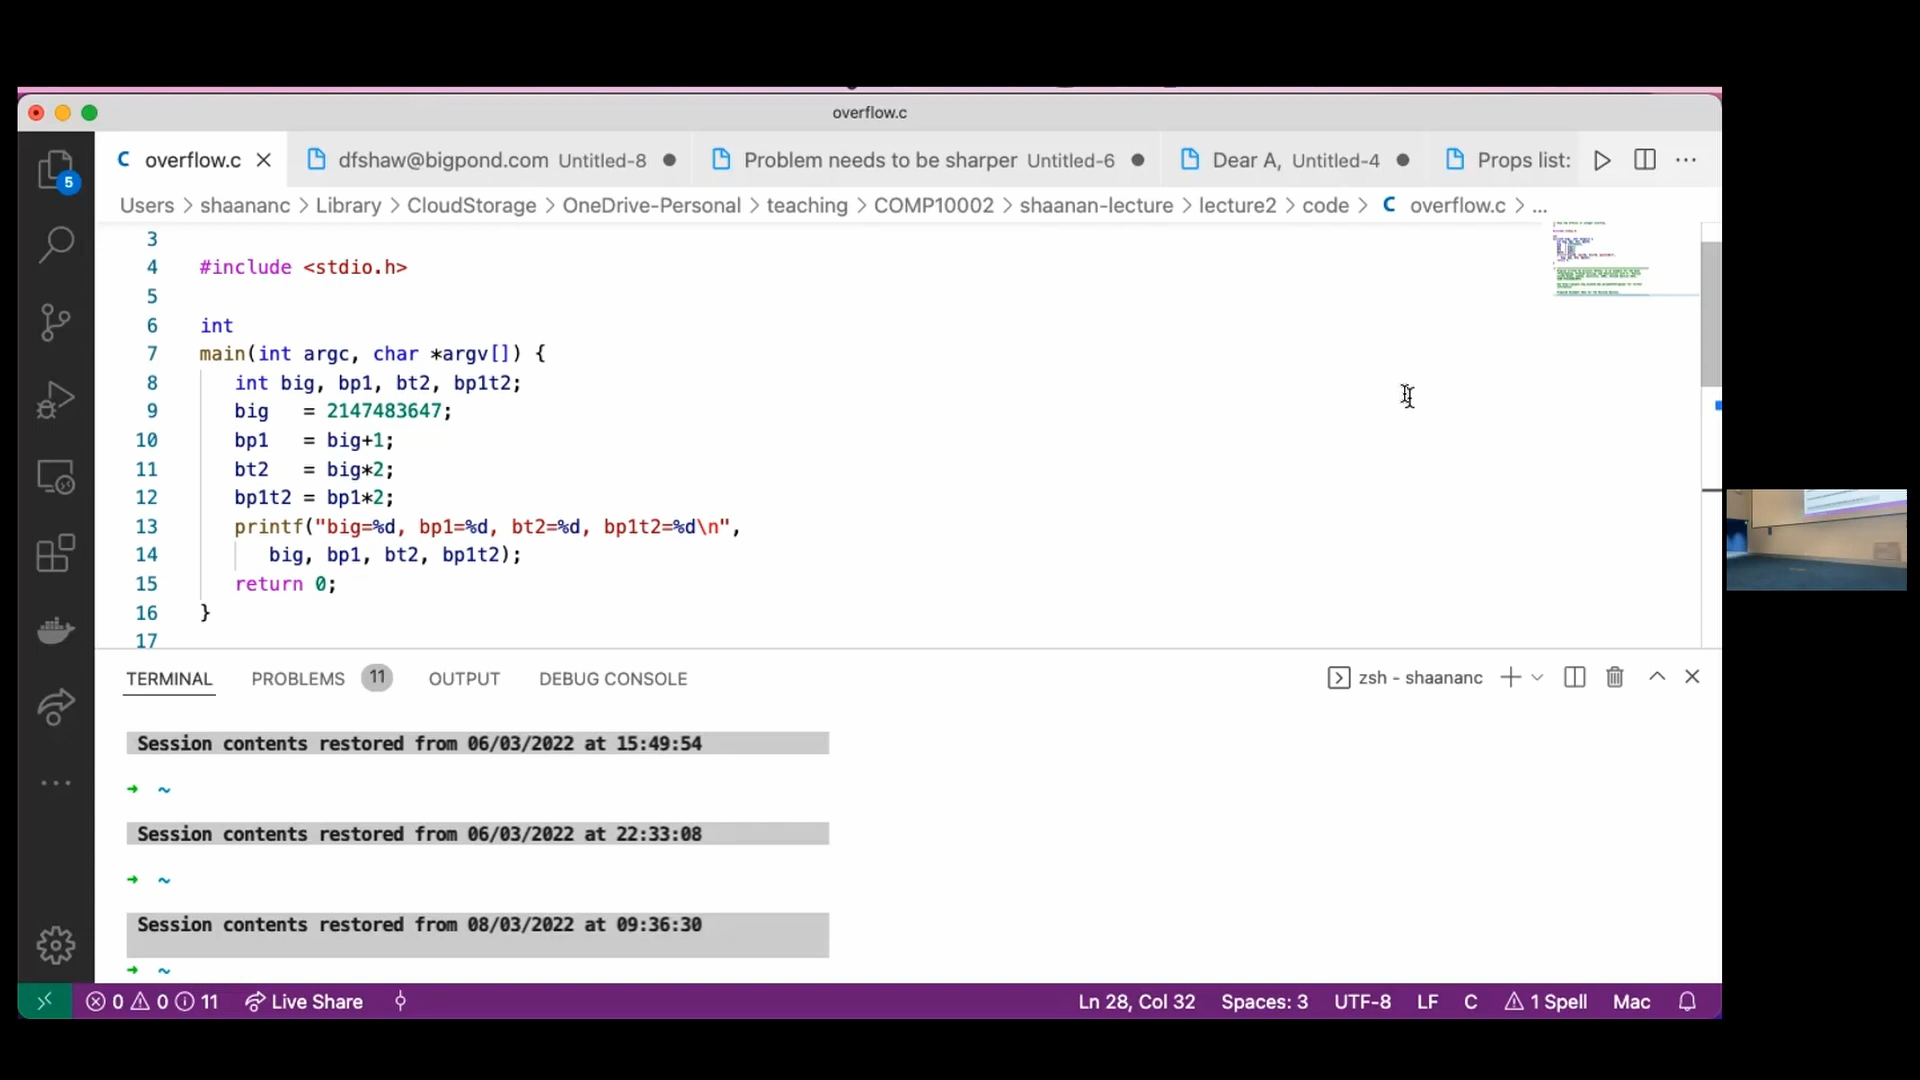 overflow.c
C overflow.c
dfshaw@bigpond.com Untitled-8
Problem needs to be sharper Untitled-6
Dear A, Untitled-4
Props list:
5
Users > shaananc > Library > CloudStorage > OneDrive-Personal > teaching > COMP10002 > shaanan-lecture > lecture2 > code > C overflow.c > ...
3
4 #include <stdio.h>
5
6 int
7 main(int argc, char *argv[]) {
8 int big, bp1, bt2, bp1t2;
9 big = 2147483647;
10 bp1 = big+1;
11 bt2 = big*2;
12 bp1t2 = bp1*2;
13 printf("big=%d, bp1=%d, bt2=%d, bp1t2=%d\n",
14 big, bp1, bt2, bp1t2);
15 return 0;
16 }
17
TERMINAL PROBLEMS 11 OUTPUT DEBUG CONSOLE
zsh - shaananc
Session contents restored from 06/03/2022 at 15:49:54
➜ ~
Session contents restored from 06/03/2022 at 22:33:08
➜ ~
Session contents restored from 08/03/2022 at 09:36:30
➜ ~
0 0 11 Live Share
Ln 28, Col 32 Spaces: 3 UTF-8 LF C 1 Spell Mac